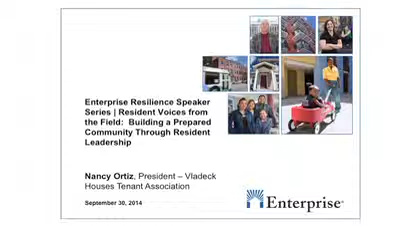 Enterprise Resilience Speaker
Series | Resident Voices from
the Field:  Building a Prepared
Community Through Resident
Leadership
Nancy Ortiz, President – Vladeck
Houses Tenant Association
September 30, 2014
Enterprise